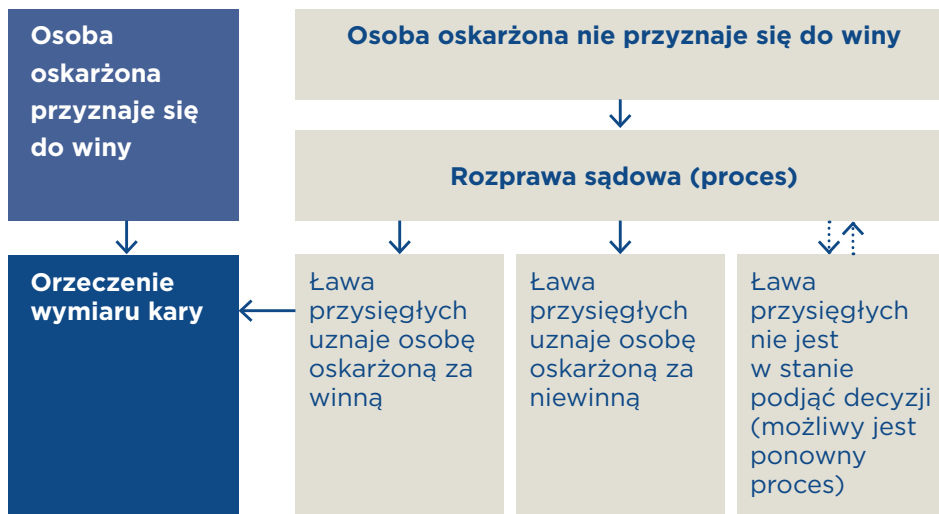 Osoba
oskarżona
przyznaje się
do winy
Osoba oskarżona nie przyznaje się do winy
Rozprawa sądowa (proces)
Orzeczenie
wymiaru kary
Ława
przysięgłych
uznaje osobę
oskarżoną za
winną
Ława
przysięgłych
uznaje osobę
oskarżoną za
niewinną
Ława
przysięgłych
nie jest
w stanie
podjąć decyzji
(możliwy jest
ponowny
proces)